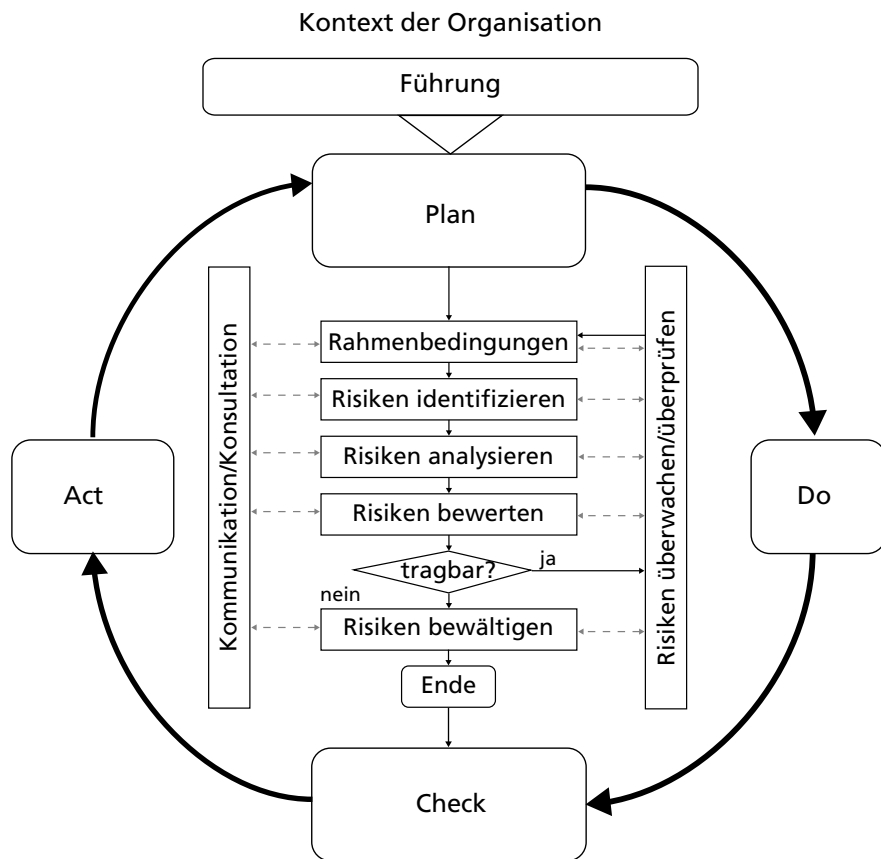 Kontext der Organisation
Führung
Plan
Kommunikation/Konsultation
Risiken überwachen/überprüfen
Rahmenbedingungen
Risiken identifizieren
Risiken analysieren
Act
Do
Risiken bewerten
tragbar?
ja
nein
Risiken bewältigen
Ende
Check